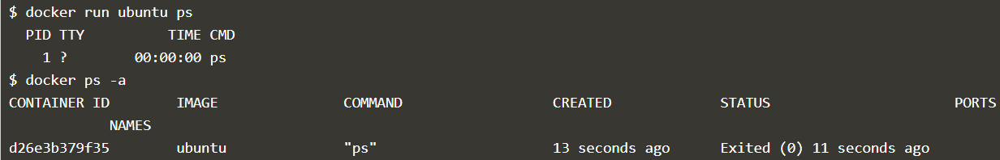 $ docker run ubuntu ps
  PID TTY          TIME CMD
    1 ?        00:00:00 ps
$ docker ps -a
CONTAINER ID        IMAGE               COMMAND                  CREATED             STATUS                      PORTS
            NAMES
d26e3b379f35        ubuntu              "ps"                     13 seconds ago      Exited (0) 11 seconds ago